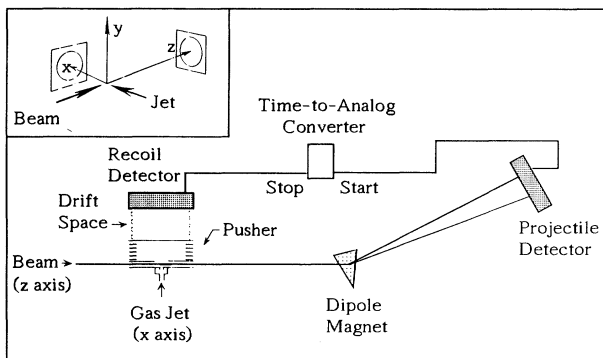 y
x
z
Jet
Beam
Time-to-Analog
Converter
Recoil
Detector
Stop
Start
Drift
Space
Pusher
Projectile
Detector
Beam
(z axis)
Gas Jet
(x axis)
Dipole
Magnet